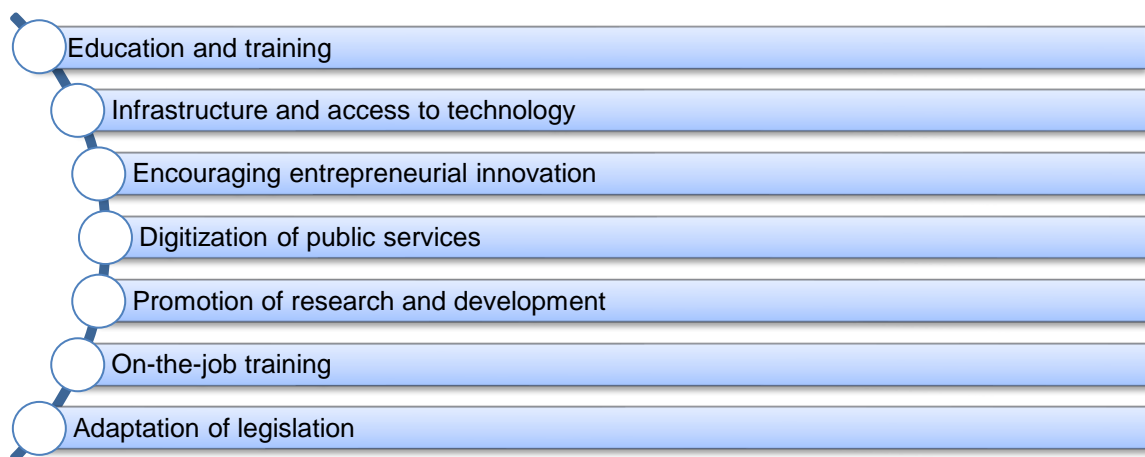 Education and training
Infrastructure and access to technology
Encouraging entrepreneurial innovation
Digitization of public services
Promotion of research and development
On-the-job training
Adaptation of legislation